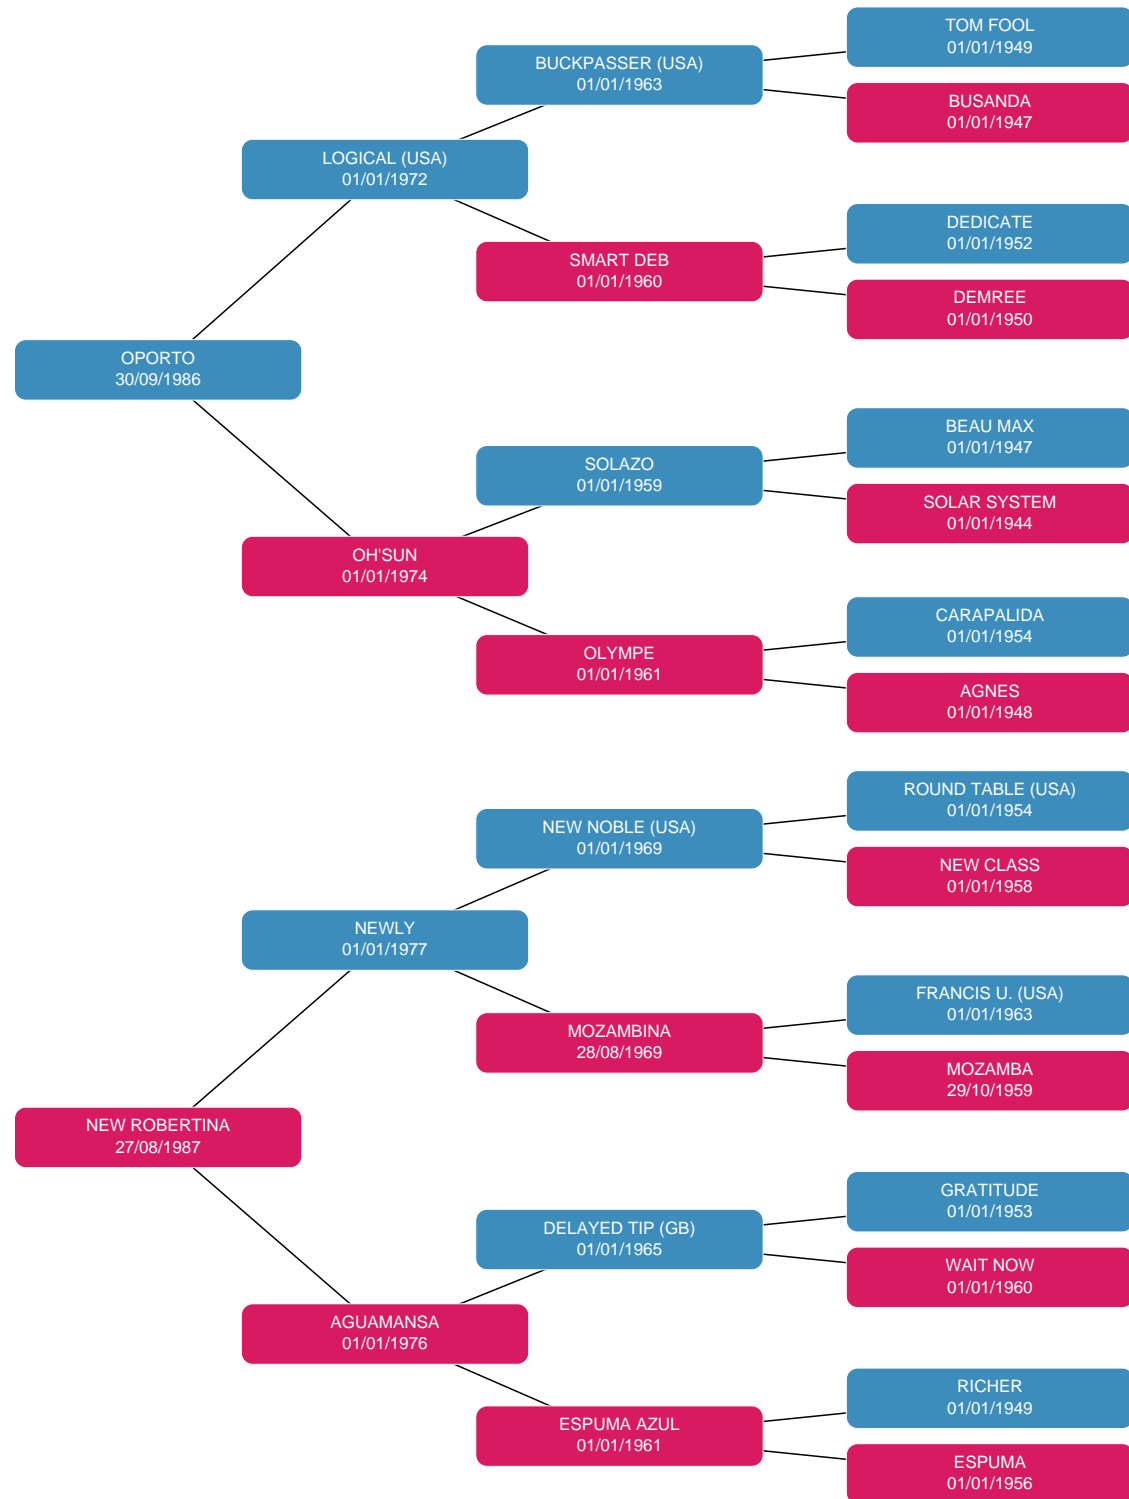 TOM FOOL
01/01/1949
BUCKPASSER (USA)
01/01/1963
BUSANDA
01/01/1947
LOGICAL (USA)
01/01/1972
DEDICATE
01/01/1952
SMART DEB
01/01/1960
DEMREE
01/01/1950
OPORTO
30/09/1986
BEAU MAX
01/01/1947
SOLAZO
01/01/1959
SOLAR SYSTEM
01/01/1944
OH'SUN
01/01/1974
CARAPALIDA
01/01/1954
OLYMPE
01/01/1961
AGNES
01/01/1948
ROUND TABLE (USA)
01/01/1954
NEW NOBLE (USA)
01/01/1969
NEW CLASS
01/01/1958
NEWLY
01/01/1977
FRANCIS U. (USA)
01/01/1963
MOZAMBINA
28/08/1969
MOZAMBA
29/10/1959
NEW ROBERTINA
27/08/1987
GRATITUDE
01/01/1953
DELAYED TIP (GB)
01/01/1965
WAIT NOW
01/01/1960
AGUAMANSA
01/01/1976
RICHER
01/01/1949
ESPUMA AZUL
01/01/1961
ESPUMA
01/01/1956